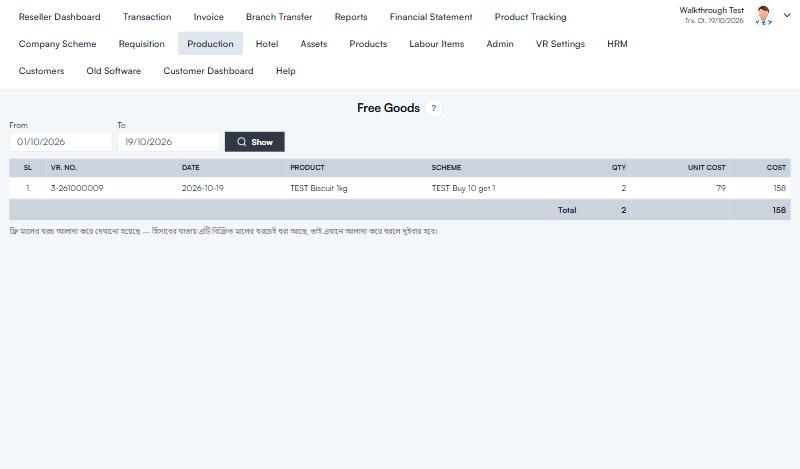 Reseller Dashboard Transaction Invoice Branch Transfer Reports Financial Statement Product Tracking
Walkthrough Test
Trx. Dt. 19/10/2026
Company Scheme Requisition Production Hotel Assets Products Labour Items Admin VR Settings HRM
Customers Old Software Customer Dashboard Help
Free Goods ?
From To
01/10/2026 19/10/2026 Show
SL VR. NO. DATE PRODUCT SCHEME QTY UNIT COST COST
1 3-261000009 2026-10-19 TEST Biscuit 1kg TEST Buy 10 get 1 2 79 158
Total 2 158
ফ্রি মালের খরচ আলাদা করে দেখানো হয়েছে — হিসাবের খাতায় এটি বিক্রিত মালের খরচেই ধরা আছে, তাই এখানে আলাদা করে ধরলে দুইবার হবে।